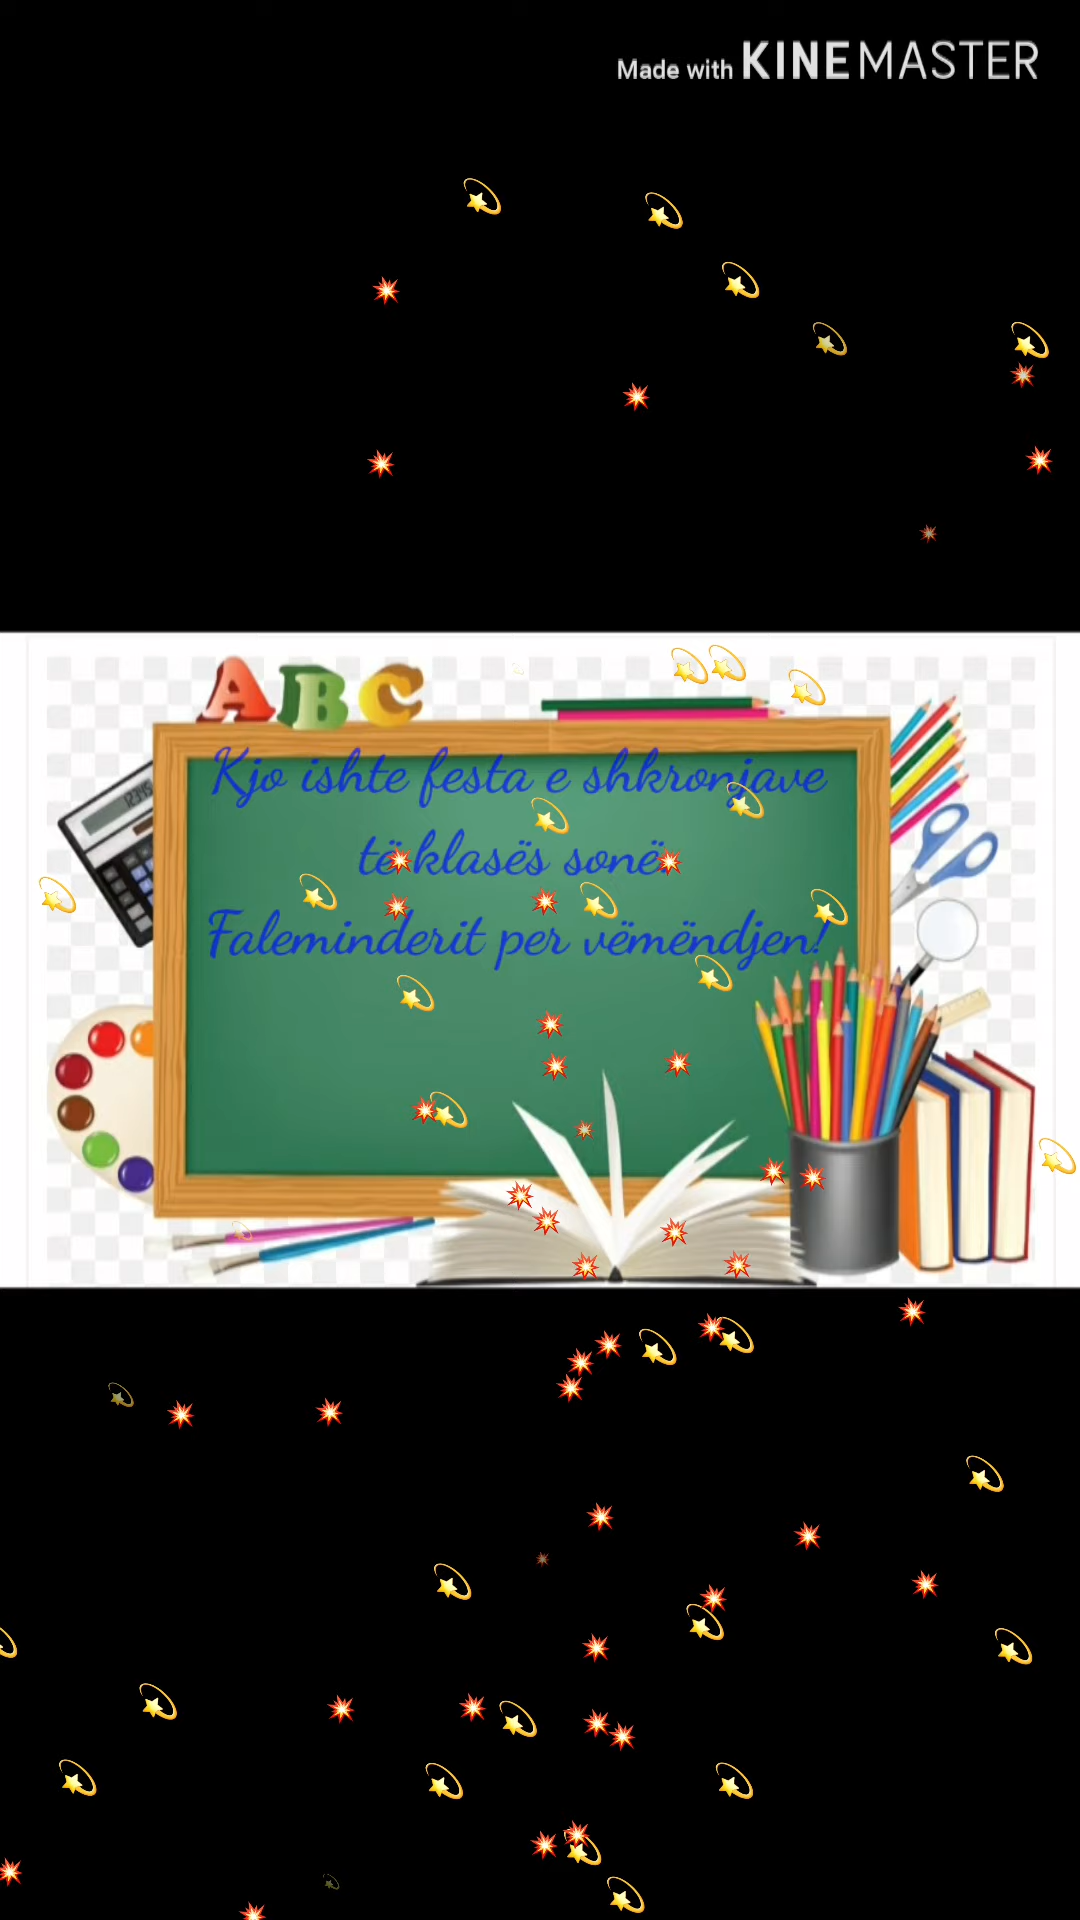 Made with KINEMASTER
ABC
Kjo ishte festa e shkronjave
të klasës sonë.
Faleminderit per vëmëndjen!